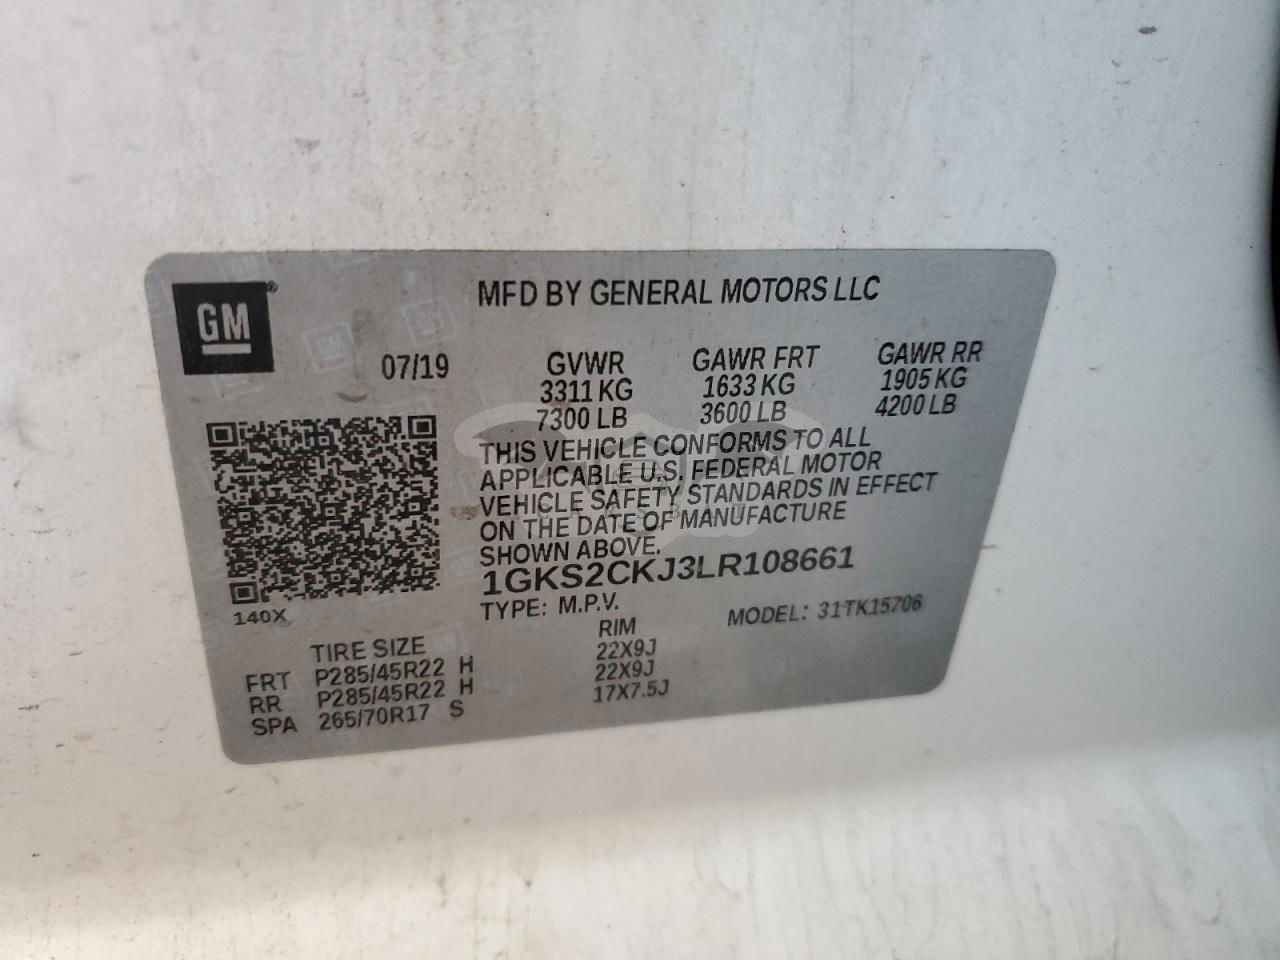 GM
MFD BY GENERAL MOTORS LLC
07/19 GVWR GAWR FRT GAWR RR
3311 KG 1633 KG 1905 KG
7300 LB 3600 LB 4200 LB
THIS VEHICLE CONFORMS TO ALL
APPLICABLE U.S. FEDERAL MOTOR
VEHICLE SAFETY STANDARDS IN EFFECT
ON THE DATE OF MANUFACTURE
SHOWN ABOVE.
1GKS2CKJ3LR108661
140X
TYPE: M.P.V. MODEL: 31TK15706
TIRE SIZE RIM
FRT P285/45R22 H 22X9J
RR P285/45R22 H 22X9J
SPA 265/70R17 S 17X7.5J